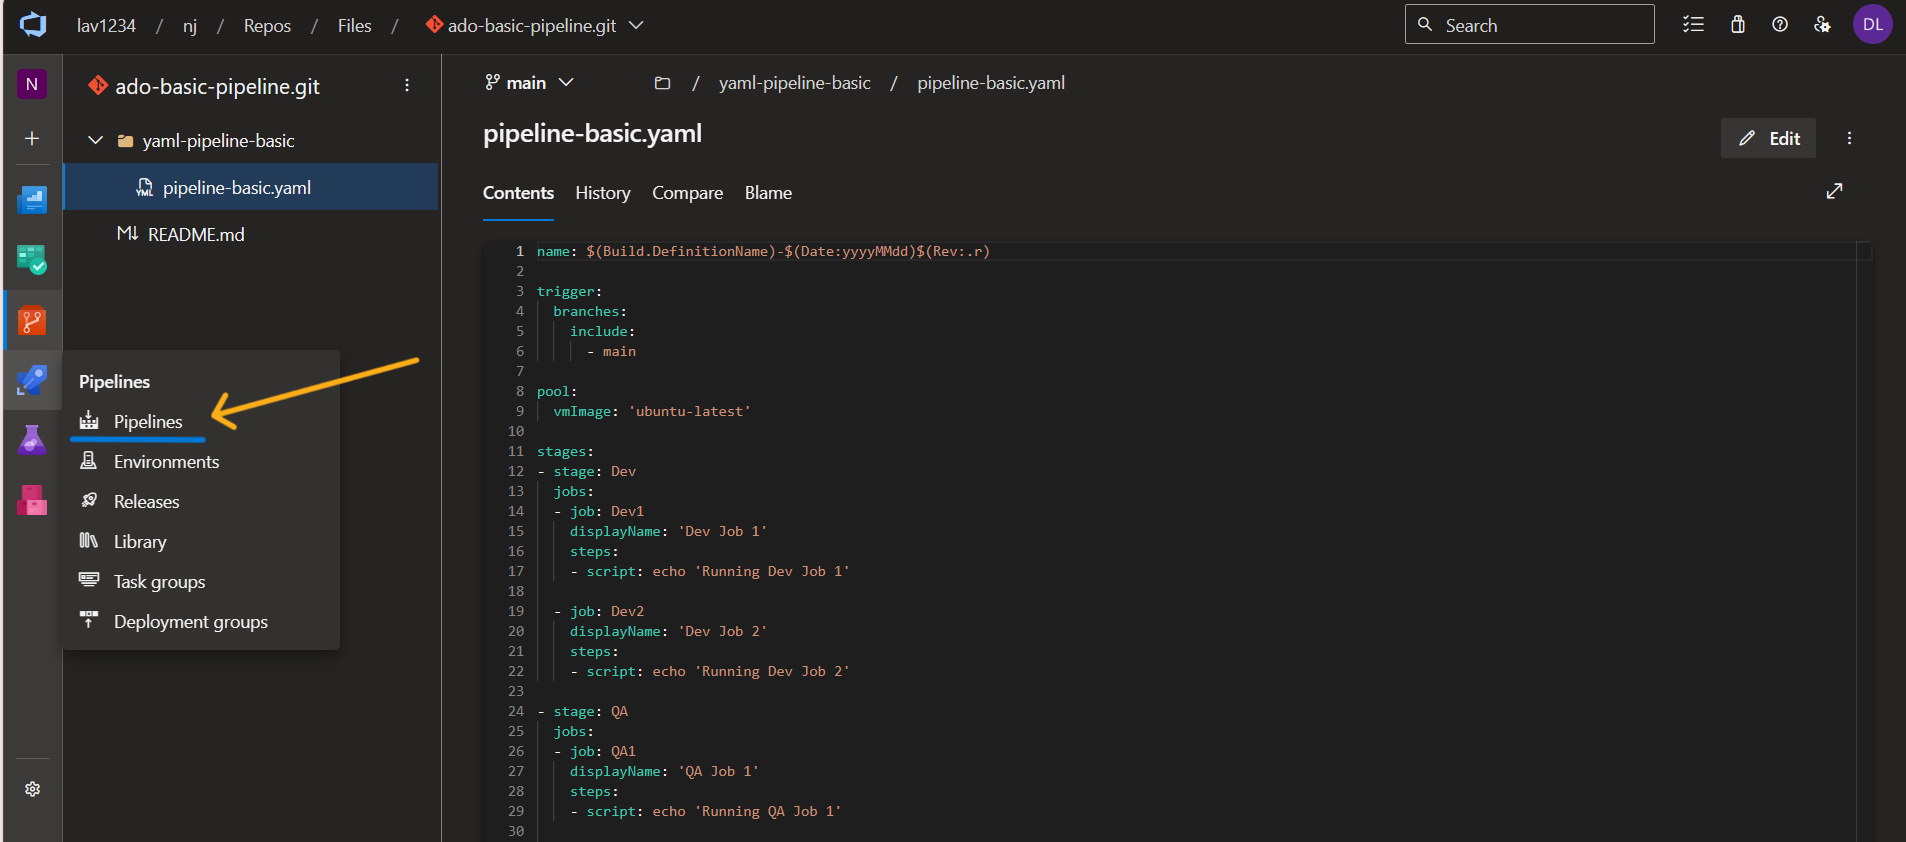 lav1234 / nj / Repos / Files / ado-basic-pipeline.git
Search
DL
N
ado-basic-pipeline.git
yaml-pipeline-basic
YML pipeline-basic.yaml
README.md
Pipelines
Pipelines
Environments
Releases
Library
Task groups
Deployment groups
main
/ yaml-pipeline-basic / pipeline-basic.yaml
pipeline-basic.yaml
Edit
Contents History Compare Blame
1 name: $(Build.DefinitionName)-$(Date:yyyyMMdd)$(Rev:.r)
2
3 trigger:
4 branches:
5 include:
6 - main
7
8 pool:
9 vmImage: 'ubuntu-latest'
10
11 stages:
12 - stage: Dev
13 jobs:
14 - job: Dev1
15 displayName: 'Dev Job 1'
16 steps:
17 - script: echo 'Running Dev Job 1'
18
19 - job: Dev2
20 displayName: 'Dev Job 2'
21 steps:
22 - script: echo 'Running Dev Job 2'
23
24 - stage: QA
25 jobs:
26 - job: QA1
27 displayName: 'QA Job 1'
28 steps:
29 - script: echo 'Running QA Job 1'
30